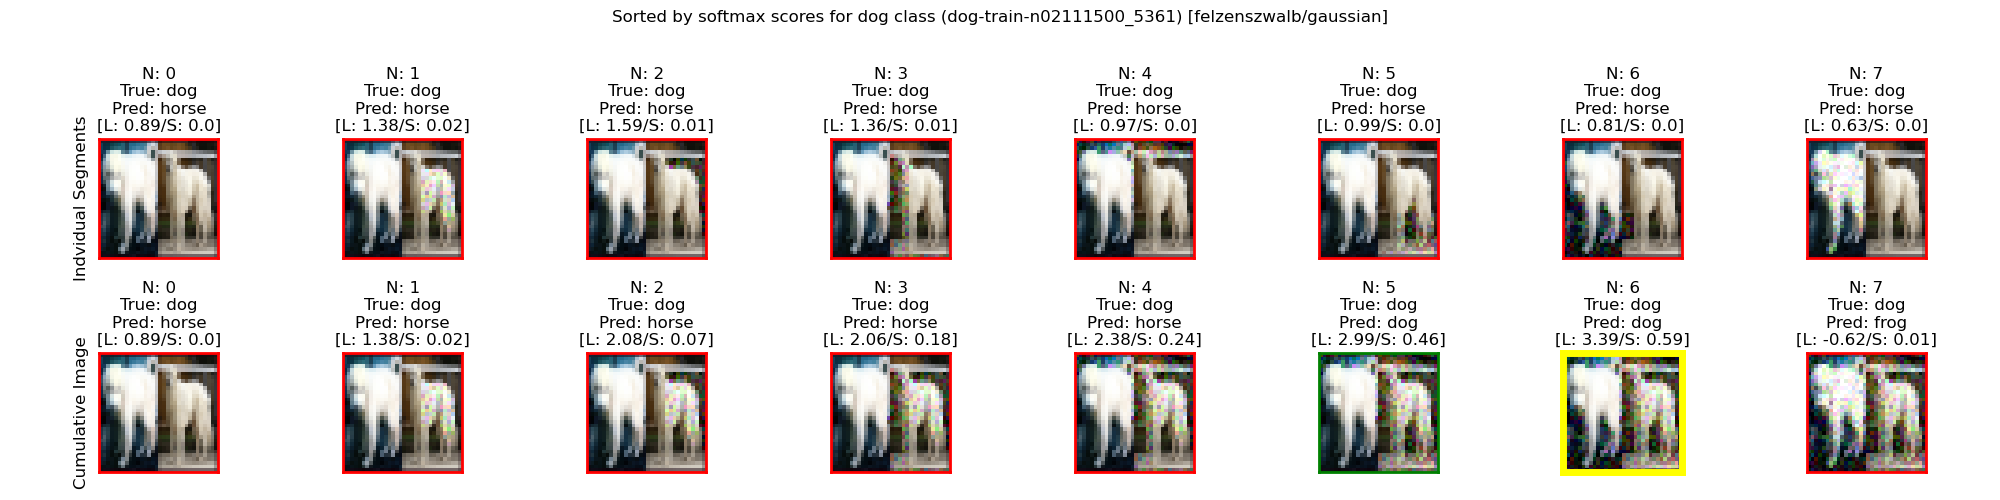 Sorted by softmax scores for dog class (dog-train-n02111500_5361) [felzenszwalb/gaussian]
Indvidual Segments
N: 0
True: dog
Pred: horse
[L: 0.89/S: 0.0]
N: 1
True: dog
Pred: horse
[L: 1.38/S: 0.02]
N: 2
True: dog
Pred: horse
[L: 1.59/S: 0.01]
N: 3
True: dog
Pred: horse
[L: 1.36/S: 0.01]
N: 4
True: dog
Pred: horse
[L: 0.97/S: 0.0]
N: 5
True: dog
Pred: horse
[L: 0.99/S: 0.0]
N: 6
True: dog
Pred: horse
[L: 0.81/S: 0.0]
N: 7
True: dog
Pred: horse
[L: 0.63/S: 0.0]
Cumulative Image
N: 0
True: dog
Pred: horse
[L: 0.89/S: 0.0]
N: 1
True: dog
Pred: horse
[L: 1.38/S: 0.02]
N: 2
True: dog
Pred: horse
[L: 2.08/S: 0.07]
N: 3
True: dog
Pred: horse
[L: 2.06/S: 0.18]
N: 4
True: dog
Pred: horse
[L: 2.38/S: 0.24]
N: 5
True: dog
Pred: dog
[L: 2.99/S: 0.46]
N: 6
True: dog
Pred: dog
[L: 3.39/S: 0.59]
N: 7
True: dog
Pred: frog
[L: -0.62/S: 0.01]